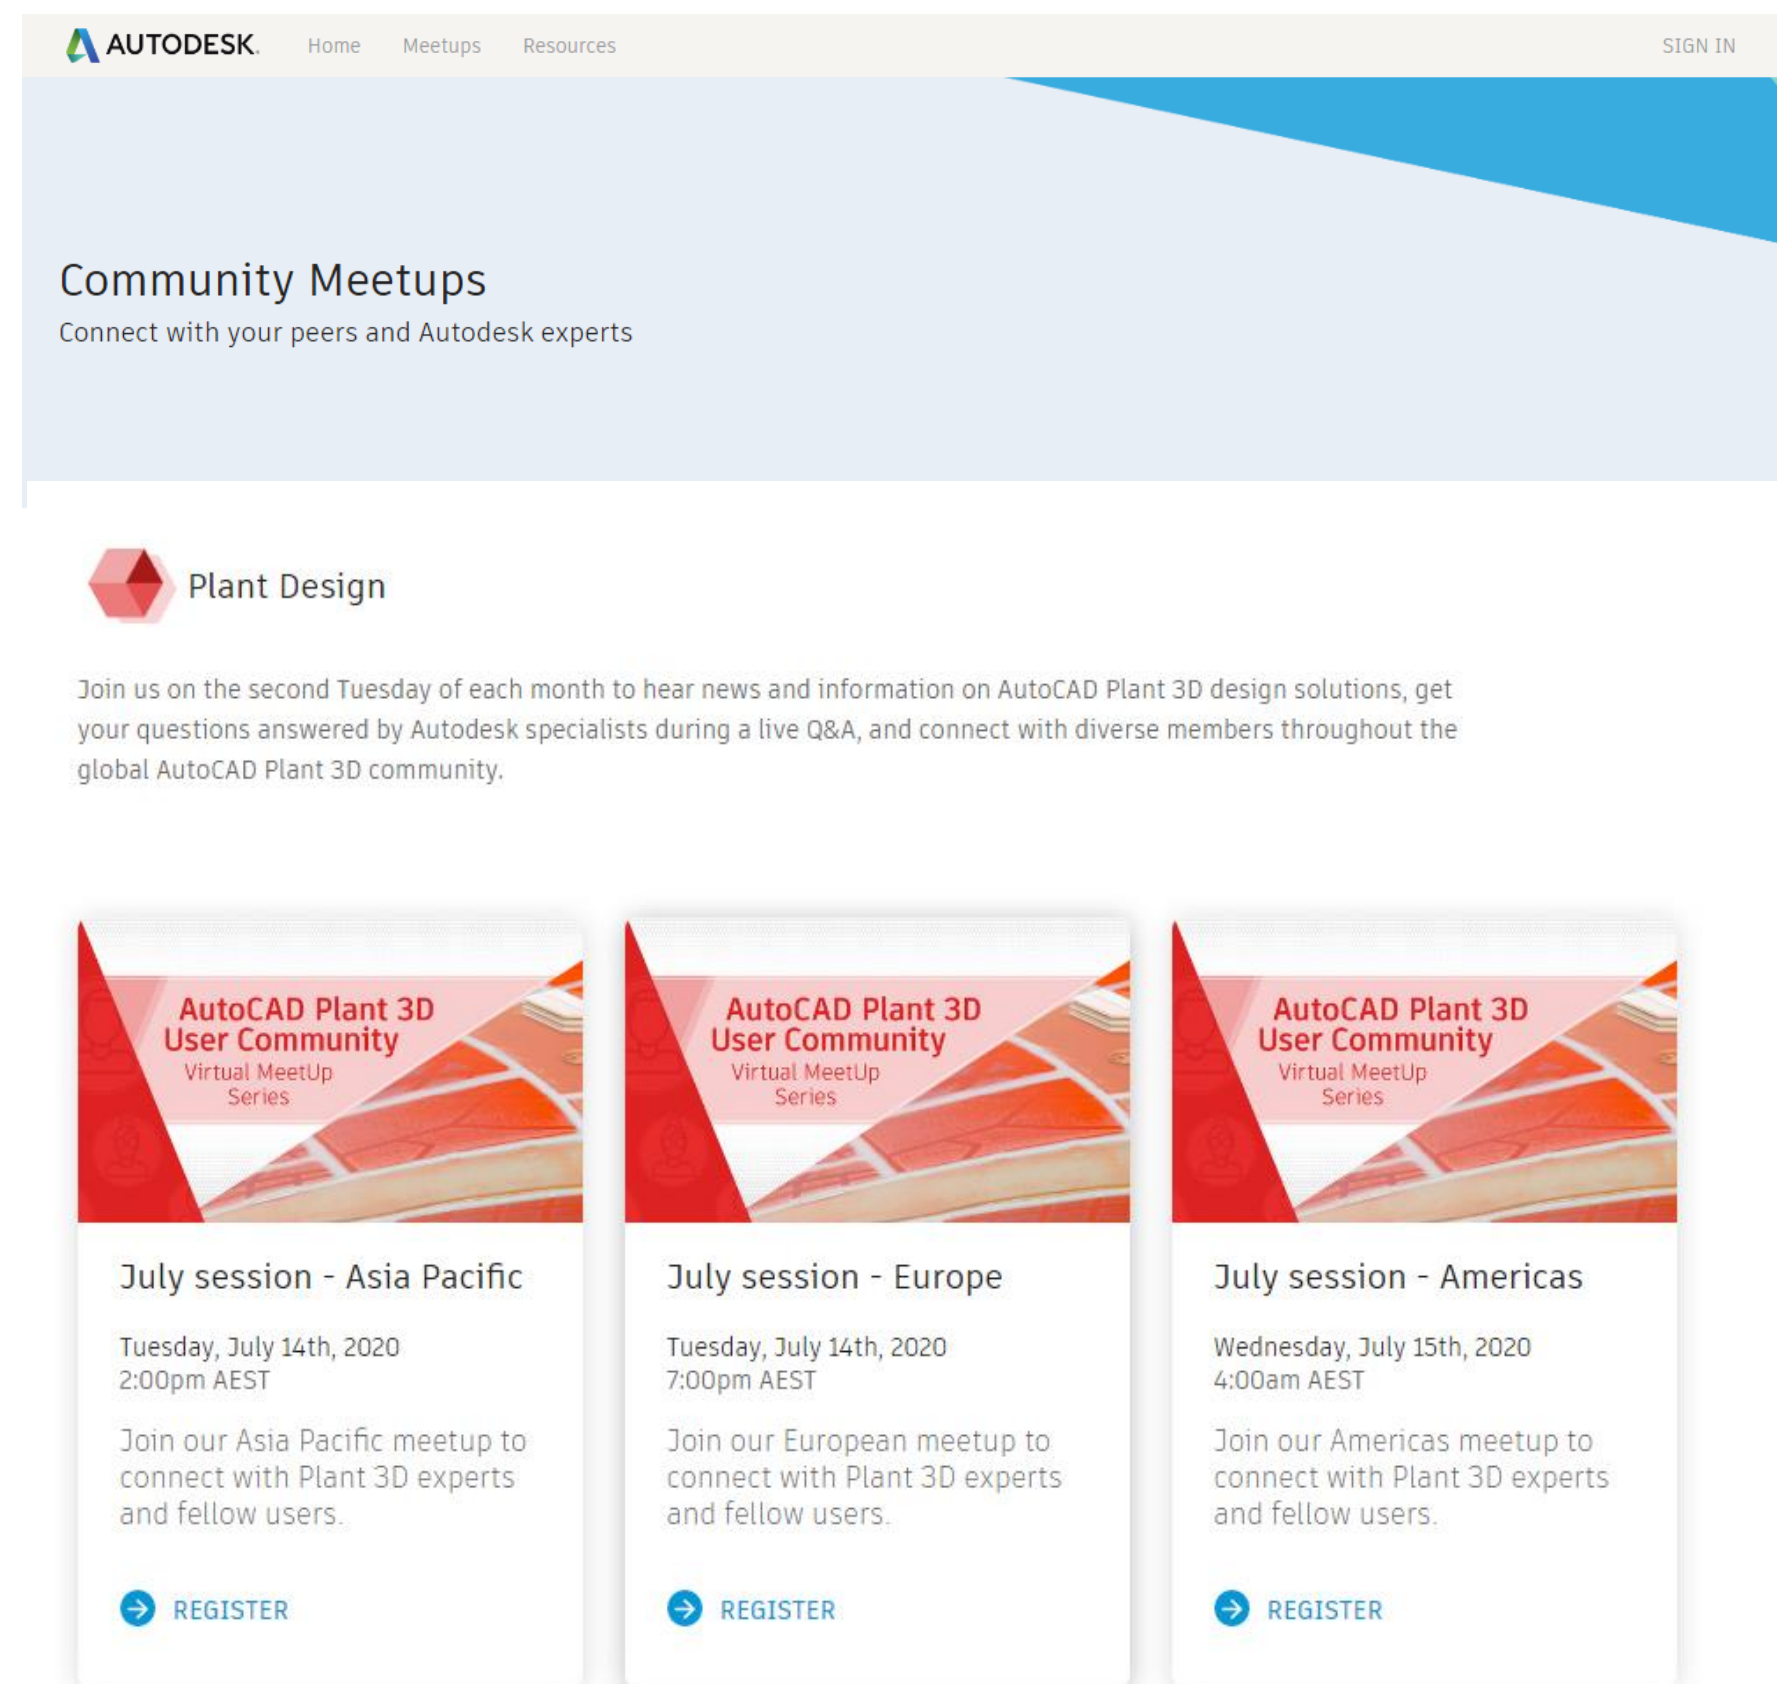 AUTODESK. Home Meetups Resources SIGN IN
Community Meetups
Connect with your peers and Autodesk experts
Plant Design
Join us on the second Tuesday of each month to hear news and information on AutoCAD Plant 3D design solutions, get
your questions answered by Autodesk specialists during a live Q&A, and connect with diverse members throughout the
global AutoCAD Plant 3D community.
AutoCAD Plant 3D
User Community
Virtual MeetUp
Series
July session - Asia Pacific
Tuesday, July 14th, 2020
2:00pm AEST
Join our Asia Pacific meetup to
connect with Plant 3D experts
and fellow users.
REGISTER
AutoCAD Plant 3D
User Community
Virtual MeetUp
Series
July session - Europe
Tuesday, July 14th, 2020
7:00pm AEST
Join our European meetup to
connect with Plant 3D experts
and fellow users.
REGISTER
AutoCAD Plant 3D
User Community
Virtual MeetUp
Series
July session - Americas
Wednesday, July 15th, 2020
4:00am AEST
Join our Americas meetup to
connect with Plant 3D experts
and fellow users.
REGISTER